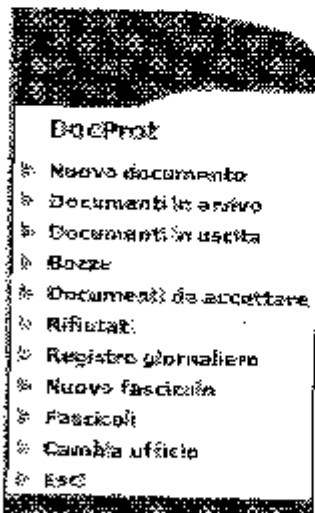 DocProt
Nuovo documento
Documenti in arrivo
Documenti in uscita
Bozze
Documenti da accettare
Rifiutati
Registro giornaliero
Nuovo fascicolo
Fascicoli
Cambia ufficio
Esci